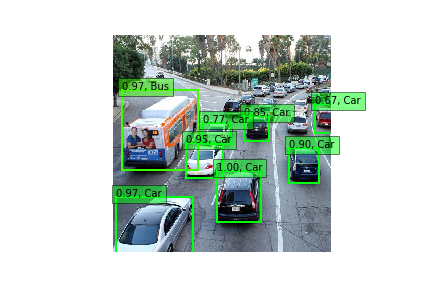 0.97, Bus
0.67, Car
0.85, Car
0.77, Car
0.95, Car
0.90, Car
1.00, Car
0.97, Car